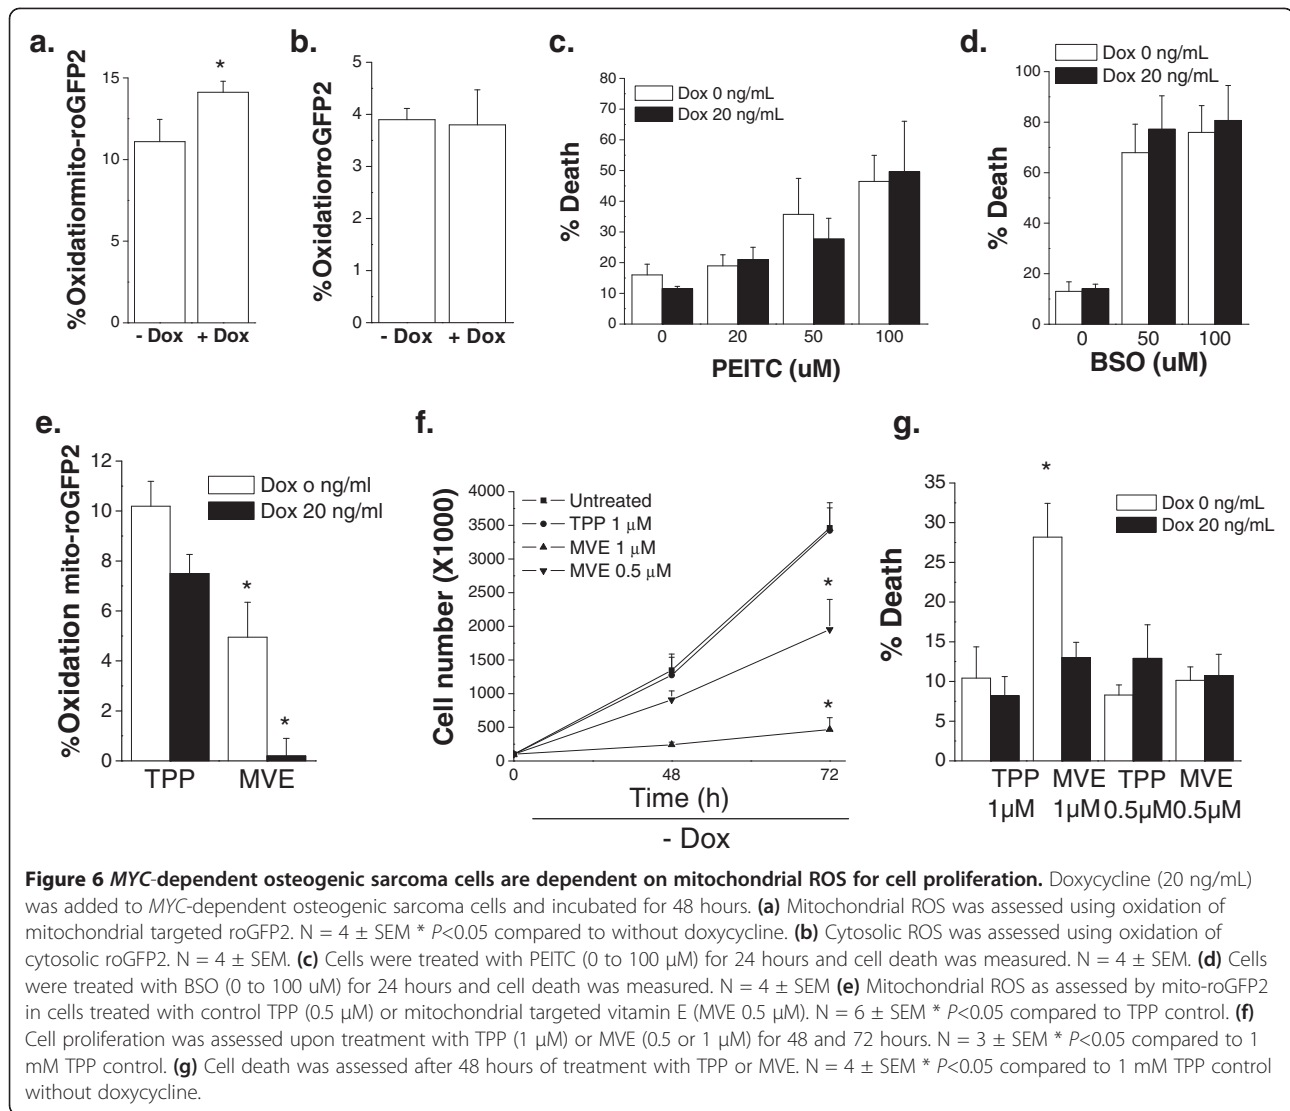 a.
%Oxidationmito-roGFP2
15
10
5
0
*
- Dox + Dox
b.
%OxidationroGFP2
5
4
3
2
1
0
- Dox + Dox
c.
% Death
80
70
60
50
40
30
20
10
0
Dox 0 ng/mL
Dox 20 ng/mL
0 20 50 100
PEITC (uM)
d.
% Death
100
80
60
40
20
0
Dox 0 ng/mL
Dox 20 ng/mL
0 50 100
BSO (uM)
e.
%Oxidation mito-roGFP2
12
10
8
6
4
2
0
Dox o ng/ml
Dox 20 ng/ml
*
*
TPP MVE
f.
Cell number (X1000)
4000
3500
3000
2500
2000
1500
1000
500
0
Untreated
TPP 1 μM
MVE 1 μM
MVE 0.5 μM
*
*
0 48 72
Time (h)
- Dox
g.
% Death
35
30
25
20
15
10
5
0
*
Dox 0 ng/mL
Dox 20 ng/mL
TPP MVE TPP MVE
1μM 1μM 0.5μM 0.5μM
Figure 6 MYC-dependent osteogenic sarcoma cells are dependent on mitochondrial ROS for cell proliferation. Doxycycline (20 ng/mL)
was added to MYC-dependent osteogenic sarcoma cells and incubated for 48 hours. (a) Mitochondrial ROS was assessed using oxidation of
mitochondrial targeted roGFP2. N = 4 ± SEM * P<0.05 compared to without doxycycline. (b) Cytosolic ROS was assessed using oxidation of
cytosolic roGFP2. N = 4 ± SEM. (c) Cells were treated with PEITC (0 to 100 μM) for 24 hours and cell death was measured. N = 4 ± SEM. (d) Cells
were treated with BSO (0 to 100 uM) for 24 hours and cell death was measured. N = 4 ± SEM (e) Mitochondrial ROS as assessed by mito-roGFP2
in cells treated with control TPP (0.5 μM) or mitochondrial targeted vitamin E (MVE 0.5 μM). N = 6 ± SEM * P<0.05 compared to TPP control. (f)
Cell proliferation was assessed upon treatment with TPP (1 μM) or MVE (0.5 or 1 μM) for 48 and 72 hours. N = 3 ± SEM * P<0.05 compared to 1
mM TPP control. (g) Cell death was assessed after 48 hours of treatment with TPP or MVE. N = 4 ± SEM * P<0.05 compared to 1 mM TPP control
without doxycycline.